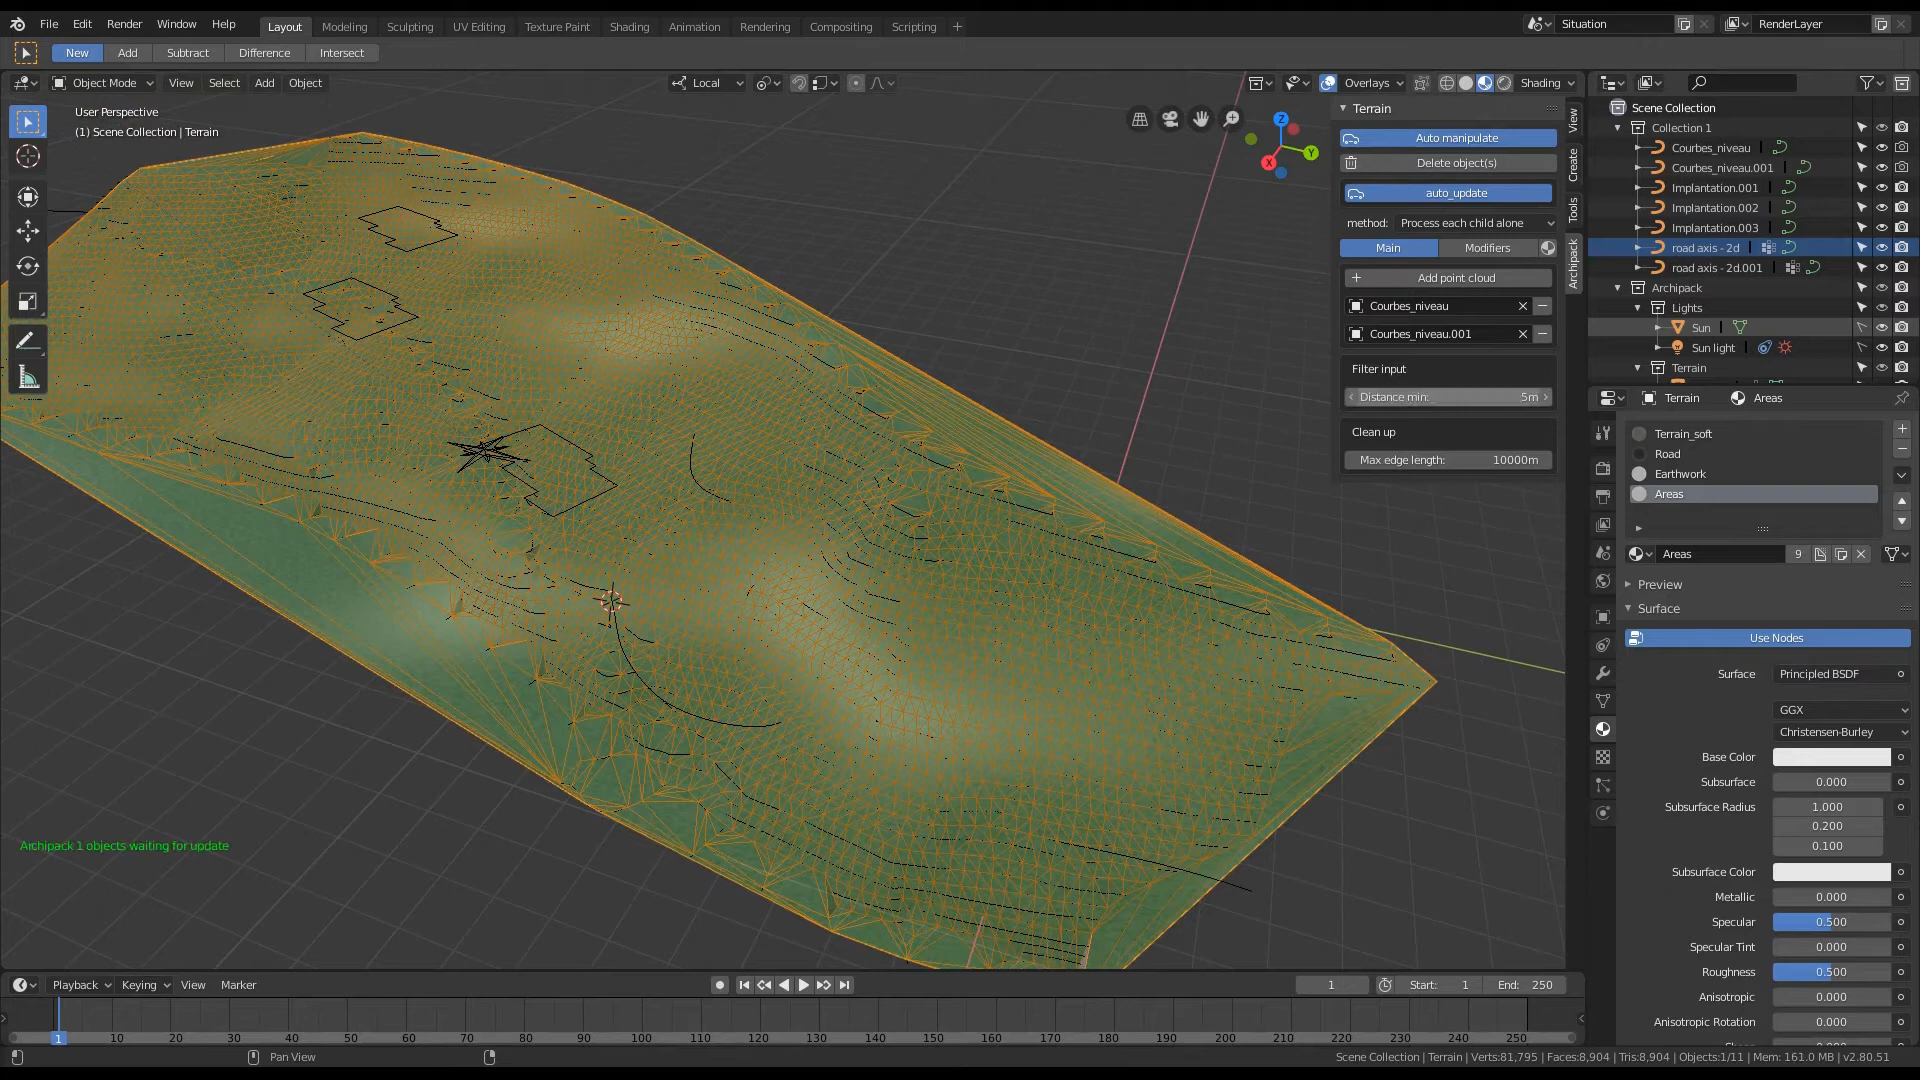 File Edit Render Window Help Layout Modeling Sculpting UV Editing Texture Paint Shading Animation Rendering Compositing Scripting + Situation RenderLayer
New Add Subtract Difference Intersect
Object Mode View Select Add Object Local Overlays Shading
User Perspective
(1) Scene Collection | Terrain
Z
Y
X
Terrain
Auto manipulate
Delete object(s)
auto_update
method: Process each child alone
Main Modifiers
Add point cloud
Courbes_niveau
Courbes_niveau.001
Filter input
Distance min: 5m
Clean up
Max edge length: 10000m
View
Create
Tools
Archipack
Scene Collection
Collection 1
Courbes_niveau
Courbes_niveau.001
Implantation.001
Implantation.002
Implantation.003
road axis - 2d
road axis - 2d.001
Archipack
Lights
Sun
Sun light
Terrain
Terrain Areas
Terrain_soft
Road
Earthwork
Areas
Areas 9
Preview
Surface
Use Nodes
Surface Principled BSDF
GGX
Christensen-Burley
Base Color
Subsurface 0.000
Subsurface Radius 1.000
0.200
0.100
Subsurface Color
Metallic 0.000
Specular 0.500
Specular Tint 0.000
Roughness 0.500
Anisotropic 0.000
Anisotropic Rotation 0.000
Archipack 1 objects waiting for update
Playback Keying View Marker 1 Start: 1 End: 250
1 10 20 30 40 50 60 70 80 90 100 110 120 130 140 150 160 170 180 190 200 210 220 230 240 250
Pan View
Scene Collection | Terrain | Verts:81,795 | Faces:8,904 | Tris:8,904 | Objects:1/11 | Mem: 161.0 MB | v2.80.51